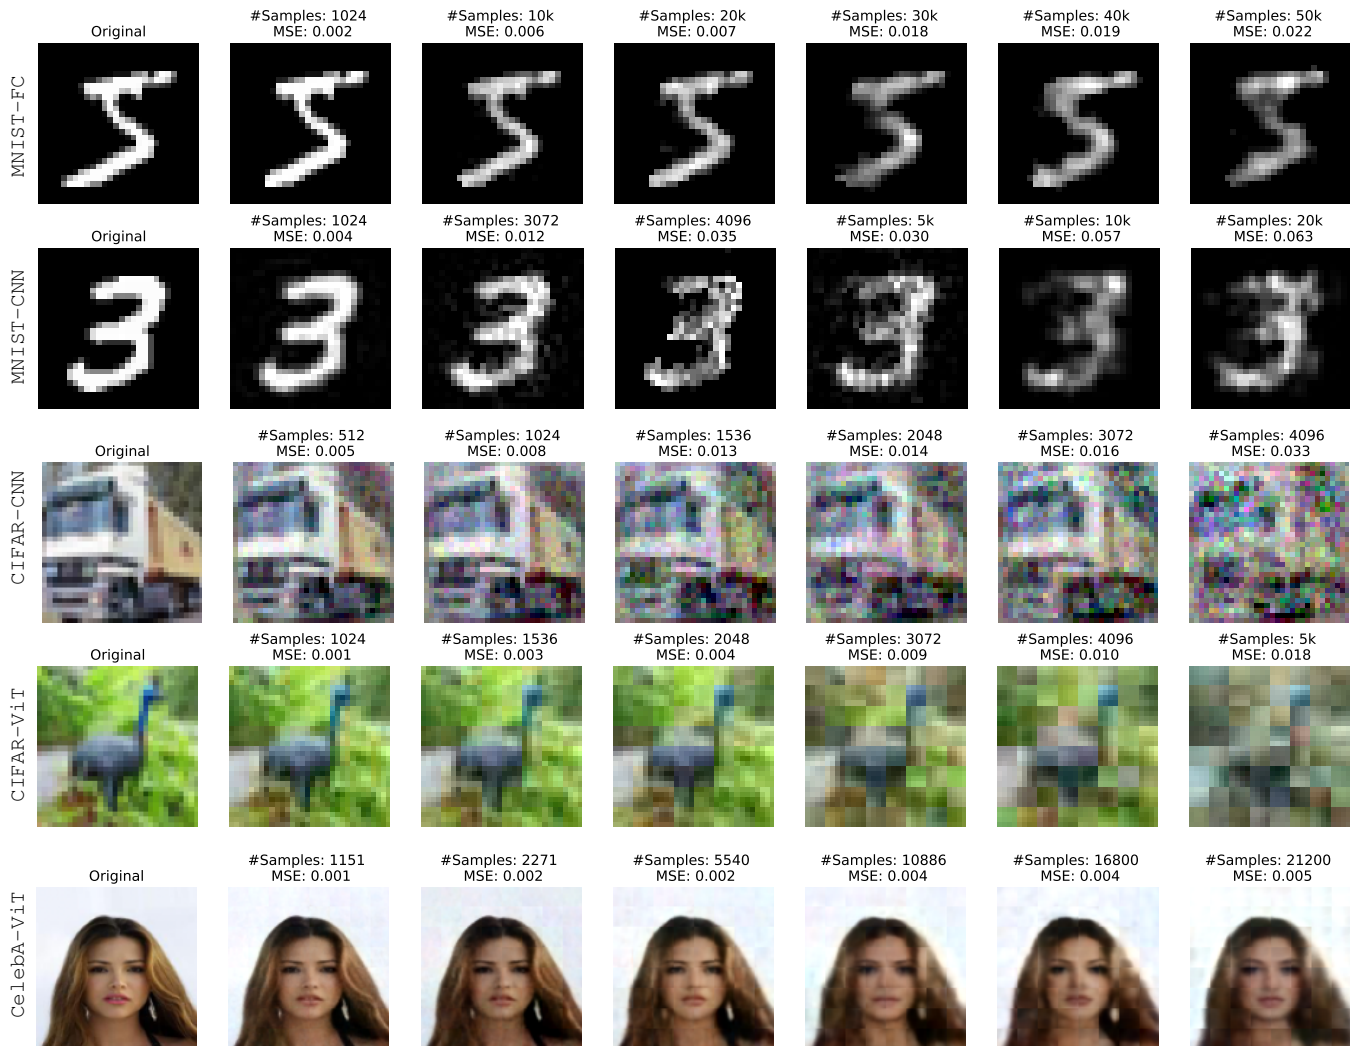 MNIST-FC
Original
#Samples: 1024
MSE: 0.002
#Samples: 10k
MSE: 0.006
#Samples: 20k
MSE: 0.007
#Samples: 30k
MSE: 0.018
#Samples: 40k
MSE: 0.019
#Samples: 50k
MSE: 0.022
MNIST-CNN
Original
#Samples: 1024
MSE: 0.004
#Samples: 3072
MSE: 0.012
#Samples: 4096
MSE: 0.035
#Samples: 5k
MSE: 0.030
#Samples: 10k
MSE: 0.057
#Samples: 20k
MSE: 0.063
CIFAR-CNN
Original
#Samples: 512
MSE: 0.005
#Samples: 1024
MSE: 0.008
#Samples: 1536
MSE: 0.013
#Samples: 2048
MSE: 0.014
#Samples: 3072
MSE: 0.016
#Samples: 4096
MSE: 0.033
CIFAR-ViT
Original
#Samples: 1024
MSE: 0.001
#Samples: 1536
MSE: 0.003
#Samples: 2048
MSE: 0.004
#Samples: 3072
MSE: 0.009
#Samples: 4096
MSE: 0.010
#Samples: 5k
MSE: 0.018
CelebA-ViT
Original
#Samples: 1151
MSE: 0.001
#Samples: 2271
MSE: 0.002
#Samples: 5540
MSE: 0.002
#Samples: 10886
MSE: 0.004
#Samples: 16800
MSE: 0.004
#Samples: 21200
MSE: 0.005